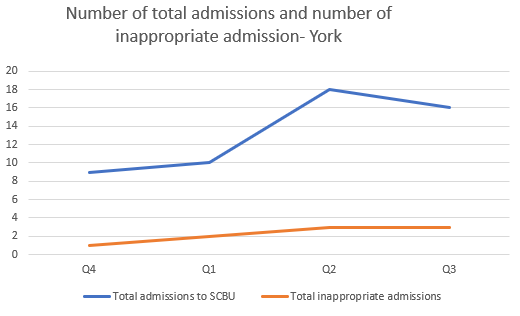 Number of total admissions and number of
inappropriate admission- York
20
18
16
14
12
10
8
6
4
2
0
Q4 Q1 Q2 Q3
Total admissions to SCBU Total inappropriate admissions